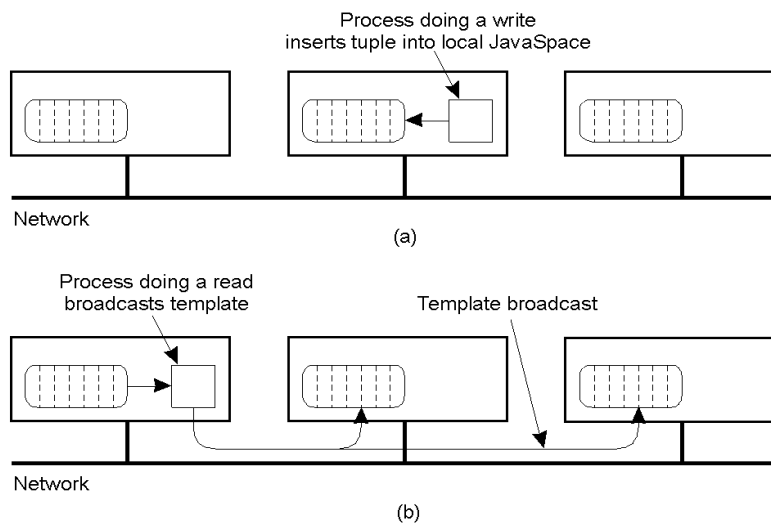 Process doing a write
inserts tuple into local JavaSpace
Network
(a)
Process doing a read
broadcasts template
Template broadcast
Network
(b)